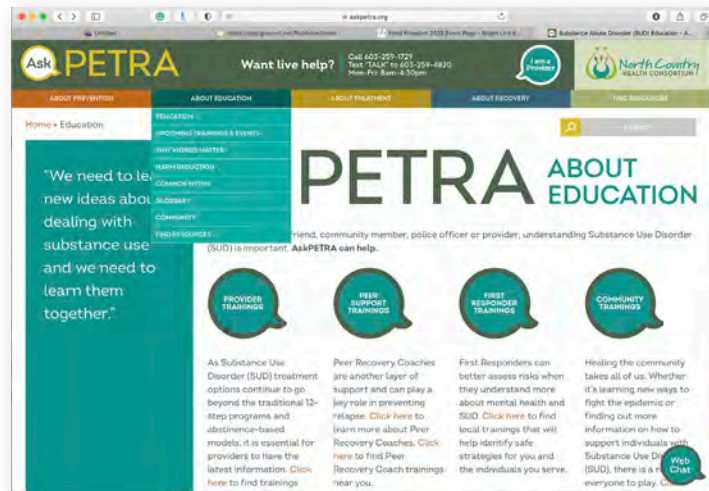 askpetra.org
Untitled
Substance Abuse Disorder (SUD) Education - A...
Ask PETRA
Want live help?
Call 603-259-1729
Text "TALK" to 603-259-4820
Mon-Fri 8am-4:30pm
I am a
Provider
North Country
HEALTH CONSORTIUM
ABOUT PREVENTION
ABOUT EDUCATION
ABOUT TREATMENT
ABOUT RECOVERY
FIND RESOURCES
Home » Education
EDUCATION
UPCOMING TRAININGS & EVENTS
WHY WORDS MATTER
HARM REDUCTION
COMMON MYTHS
GLOSSARY
COMMUNITY
FIND RESOURCES
"We need to le
new ideas abou
dealing with
substance use
and we need to
learn them
together."
PETRA
ABOUT
EDUCATION
friend, community member, police officer or provider, understanding Substance Use Disorder
(SUD) is important. AskPETRA can help.
PROVIDER
TRAININGS
As Substance Use
Disorder (SUD) treatment
options continue to go
beyond the traditional 12-
step programs and
abstinence-based
models, it is essential for
providers to have the
latest information. Click
here to find trainings
PEER
SUPPORT
TRAININGS
Peer Recovery Coaches
are another layer of
support and can play a
key role in preventing
relapse. Click here to
learn more about Peer
Recovery Coaches. Click
here to find Peer
Recovery Coach trainings
near you.
FIRST
RESPONDER
TRAININGS
First Responders can
better assess risks when
they understand more
about mental health and
SUD. Click here to find
local trainings that will
help identify safe
strategies for you and
the individuals you serve.
COMMUNITY
TRAININGS
Healing the community
takes all of us. Whether
it's learning new ways to
fight the epidemic or
finding out more
information on how to
support individuals with
Substance Use Di
(SUD), there is a r
everyone to play. C
Web
Chat